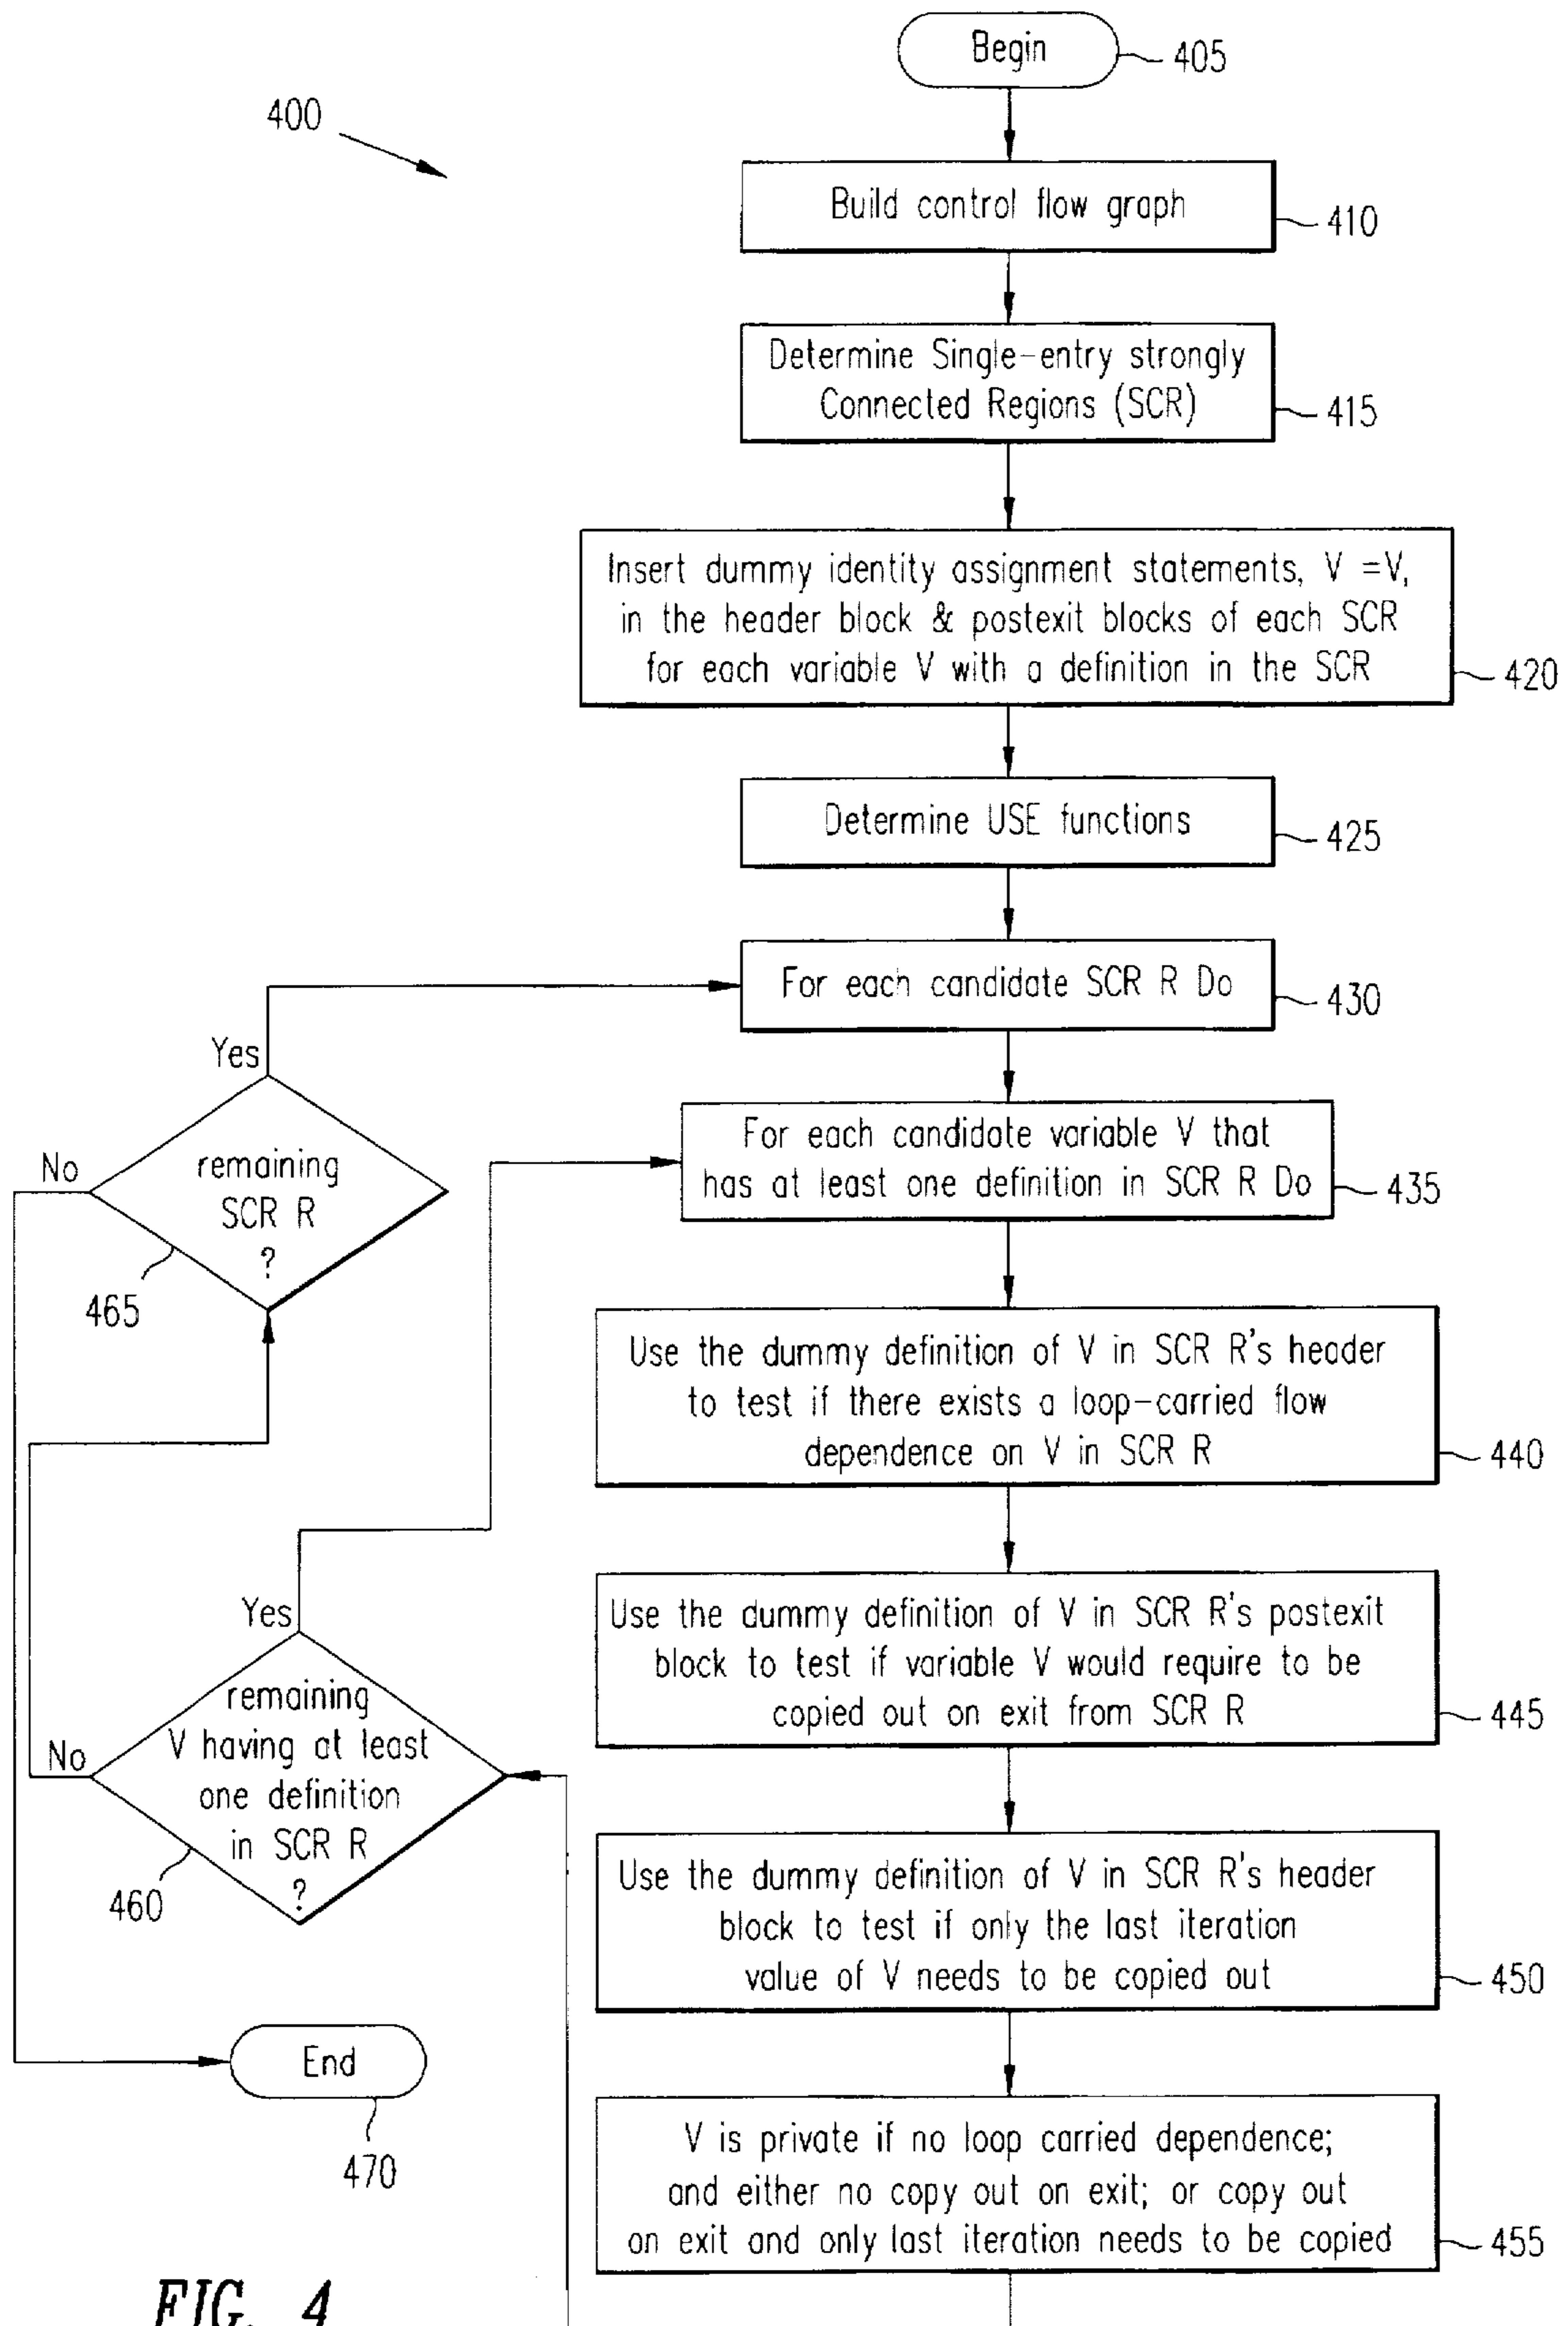 Begin
405
400
Build control flow graph
410
Determine Single-entry strongly
Connected Regions (SCR)
415
Insert dummy identity assignment statements, V =V,
in the header block & postexit blocks of each SCR
for each variable V with a definition in the SCR
420
Determine USE functions
425
For each candidate SCR R Do
430
Yes
No
remaining
SCR R
?
465
For each candidate variable V that
has at least one definition in SCR R Do
435
Use the dummy definition of V in SCR R's header
to test if there exists a loop-carried flow
dependence on V in SCR R
440
Use the dummy definition of V in SCR R's postexit
block to test if variable V would require to be
copied out on exit from SCR R
445
Yes
No
remaining
V having at least
one definition
in SCR R
?
460
Use the dummy definition of V in SCR R's header
block to test if only the last iteration
value of V needs to be copied out
450
End
470
V is private if no loop carried dependence;
and either no copy out on exit; or copy out
on exit and only last iteration needs to be copied
455
FIG. 4